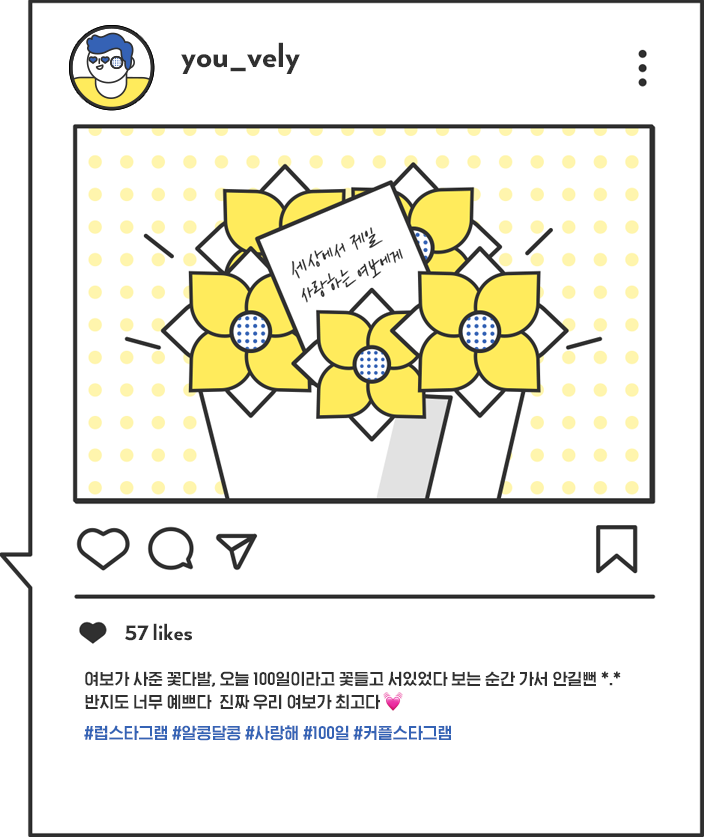 you_vely
세상에서 제일
사랑하는 여보에게
57 likes
여보가 사준 꽃다발, 오늘 100일이라고 꽃들고 서있었다 보는 순간 가서 안길뻔 *.*
반지도 너무 예쁘다 진짜 우리 여보가 최고다 💓
#럽스타그램 #알콩달콩 #사랑해 #100일 #커플스타그램